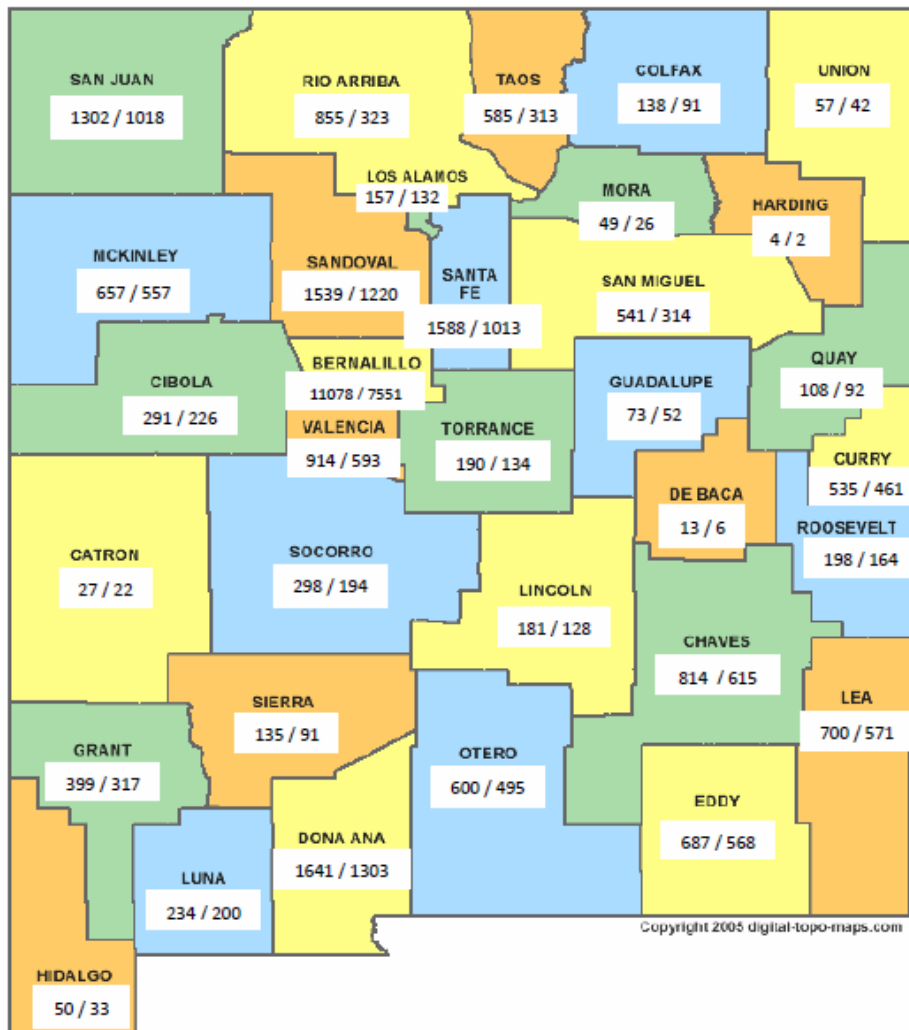 SAN JUAN
1302 / 1018
RIO ARRIBA
855 / 323
TAOS
585 / 313
COLFAX
138 / 91
UNION
57 / 42
LOS ALAMOS
157 / 132
MORA
49 / 26
HARDING
4 / 2
MCKINLEY
657 / 557
SANDOVAL
1539 / 1220
SANTA
FE
1588 / 1013
SAN MIGUEL
541 / 314
CIBOLA
291 / 226
BERNALILLO
11078 / 7551
GUADALUPE
73 / 52
QUAY
108 / 92
VALENCIA
914 / 593
TORRANCE
190 / 134
CURRY
535 / 461
DE BACA
13 / 6
ROOSEVELT
198 / 164
CATRON
27 / 22
SOCORRO
298 / 194
LINCOLN
181 / 128
CHAVES
814 / 615
SIERRA
135 / 91
LEA
700 / 571
GRANT
399 / 317
OTERO
600 / 495
EDDY
687 / 568
DONA ANA
1641 / 1303
LUNA
234 / 200
Copyright 2005 digital-topo-maps.com
HIDALGO
50 / 33